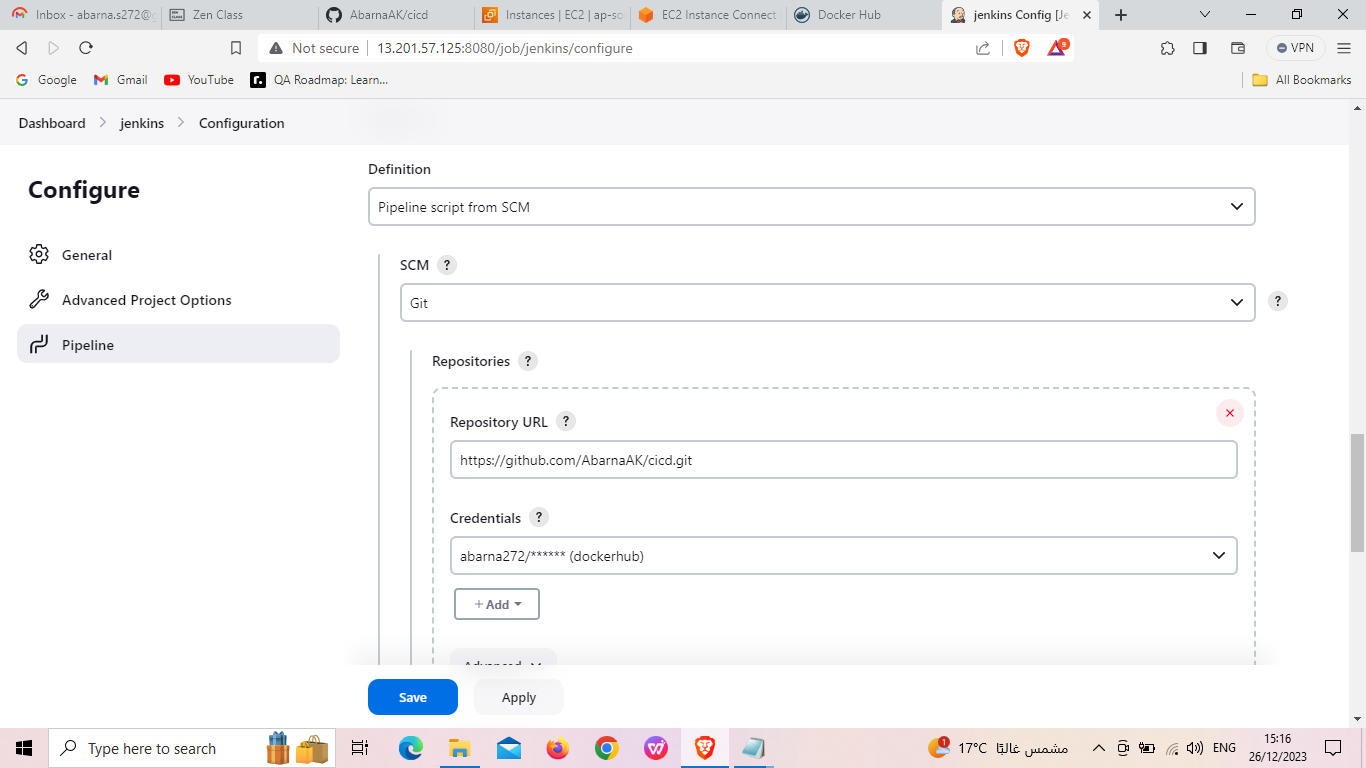 Inbox - abarna.s272@g
Zen Class
AbarnaAK/cicd
Instances | EC2 | ap-so
EC2 Instance Connect
Docker Hub
jenkins Config [Je
Not secure
13.201.57.125:8080/job/jenkins/configure
9
VPN
Google
Gmail
YouTube
r.
QA Roadmap: Learn...
All Bookmarks
Dashboard
jenkins
Configuration
Configure
General
Advanced Project Options
Pipeline
Definition
Pipeline script from SCM
SCM ?
Git
?
Repositories ?
Repository URL ?
https://github.com/AbarnaAK/cicd.git
Credentials ?
abarna272/****** (dockerhub)
+ Add
Advanced
Save
Apply
Type here to search
1
17°C مشمس غالبًا
ENG
15:16
26/12/2023